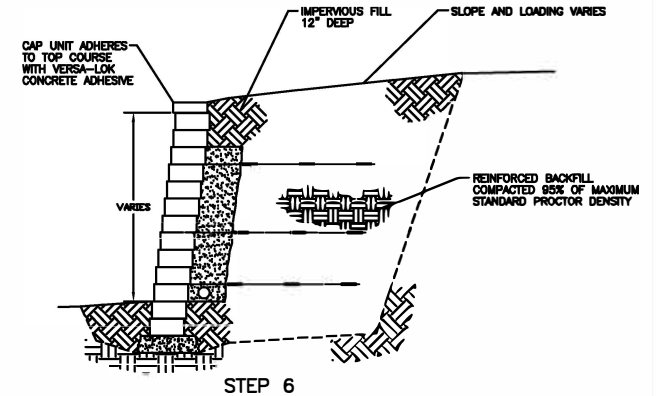 IMPERVIOUS FILL
12" DEEP
SLOPE AND LOADING VARIES
CAP UNIT ADHERES
TO TOP COURSE
WITH VERSA-LOK
CONCRETE ADHESIVE
VARIES
REINFORCED BACKFILL
COMPACTED 95% OF MAXIMUM
STANDARD PROCTOR DENSITY
STEP 6